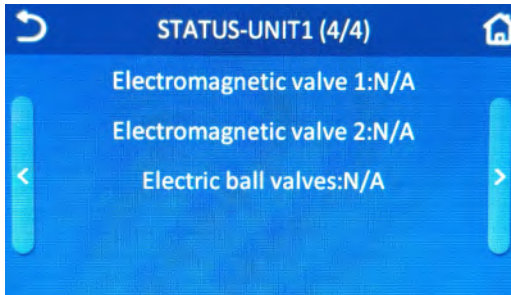 STATUS-UNIT1 (4/4)
Electromagnetic valve 1:N/A
Electromagnetic valve 2:N/A
Electric ball valves:N/A